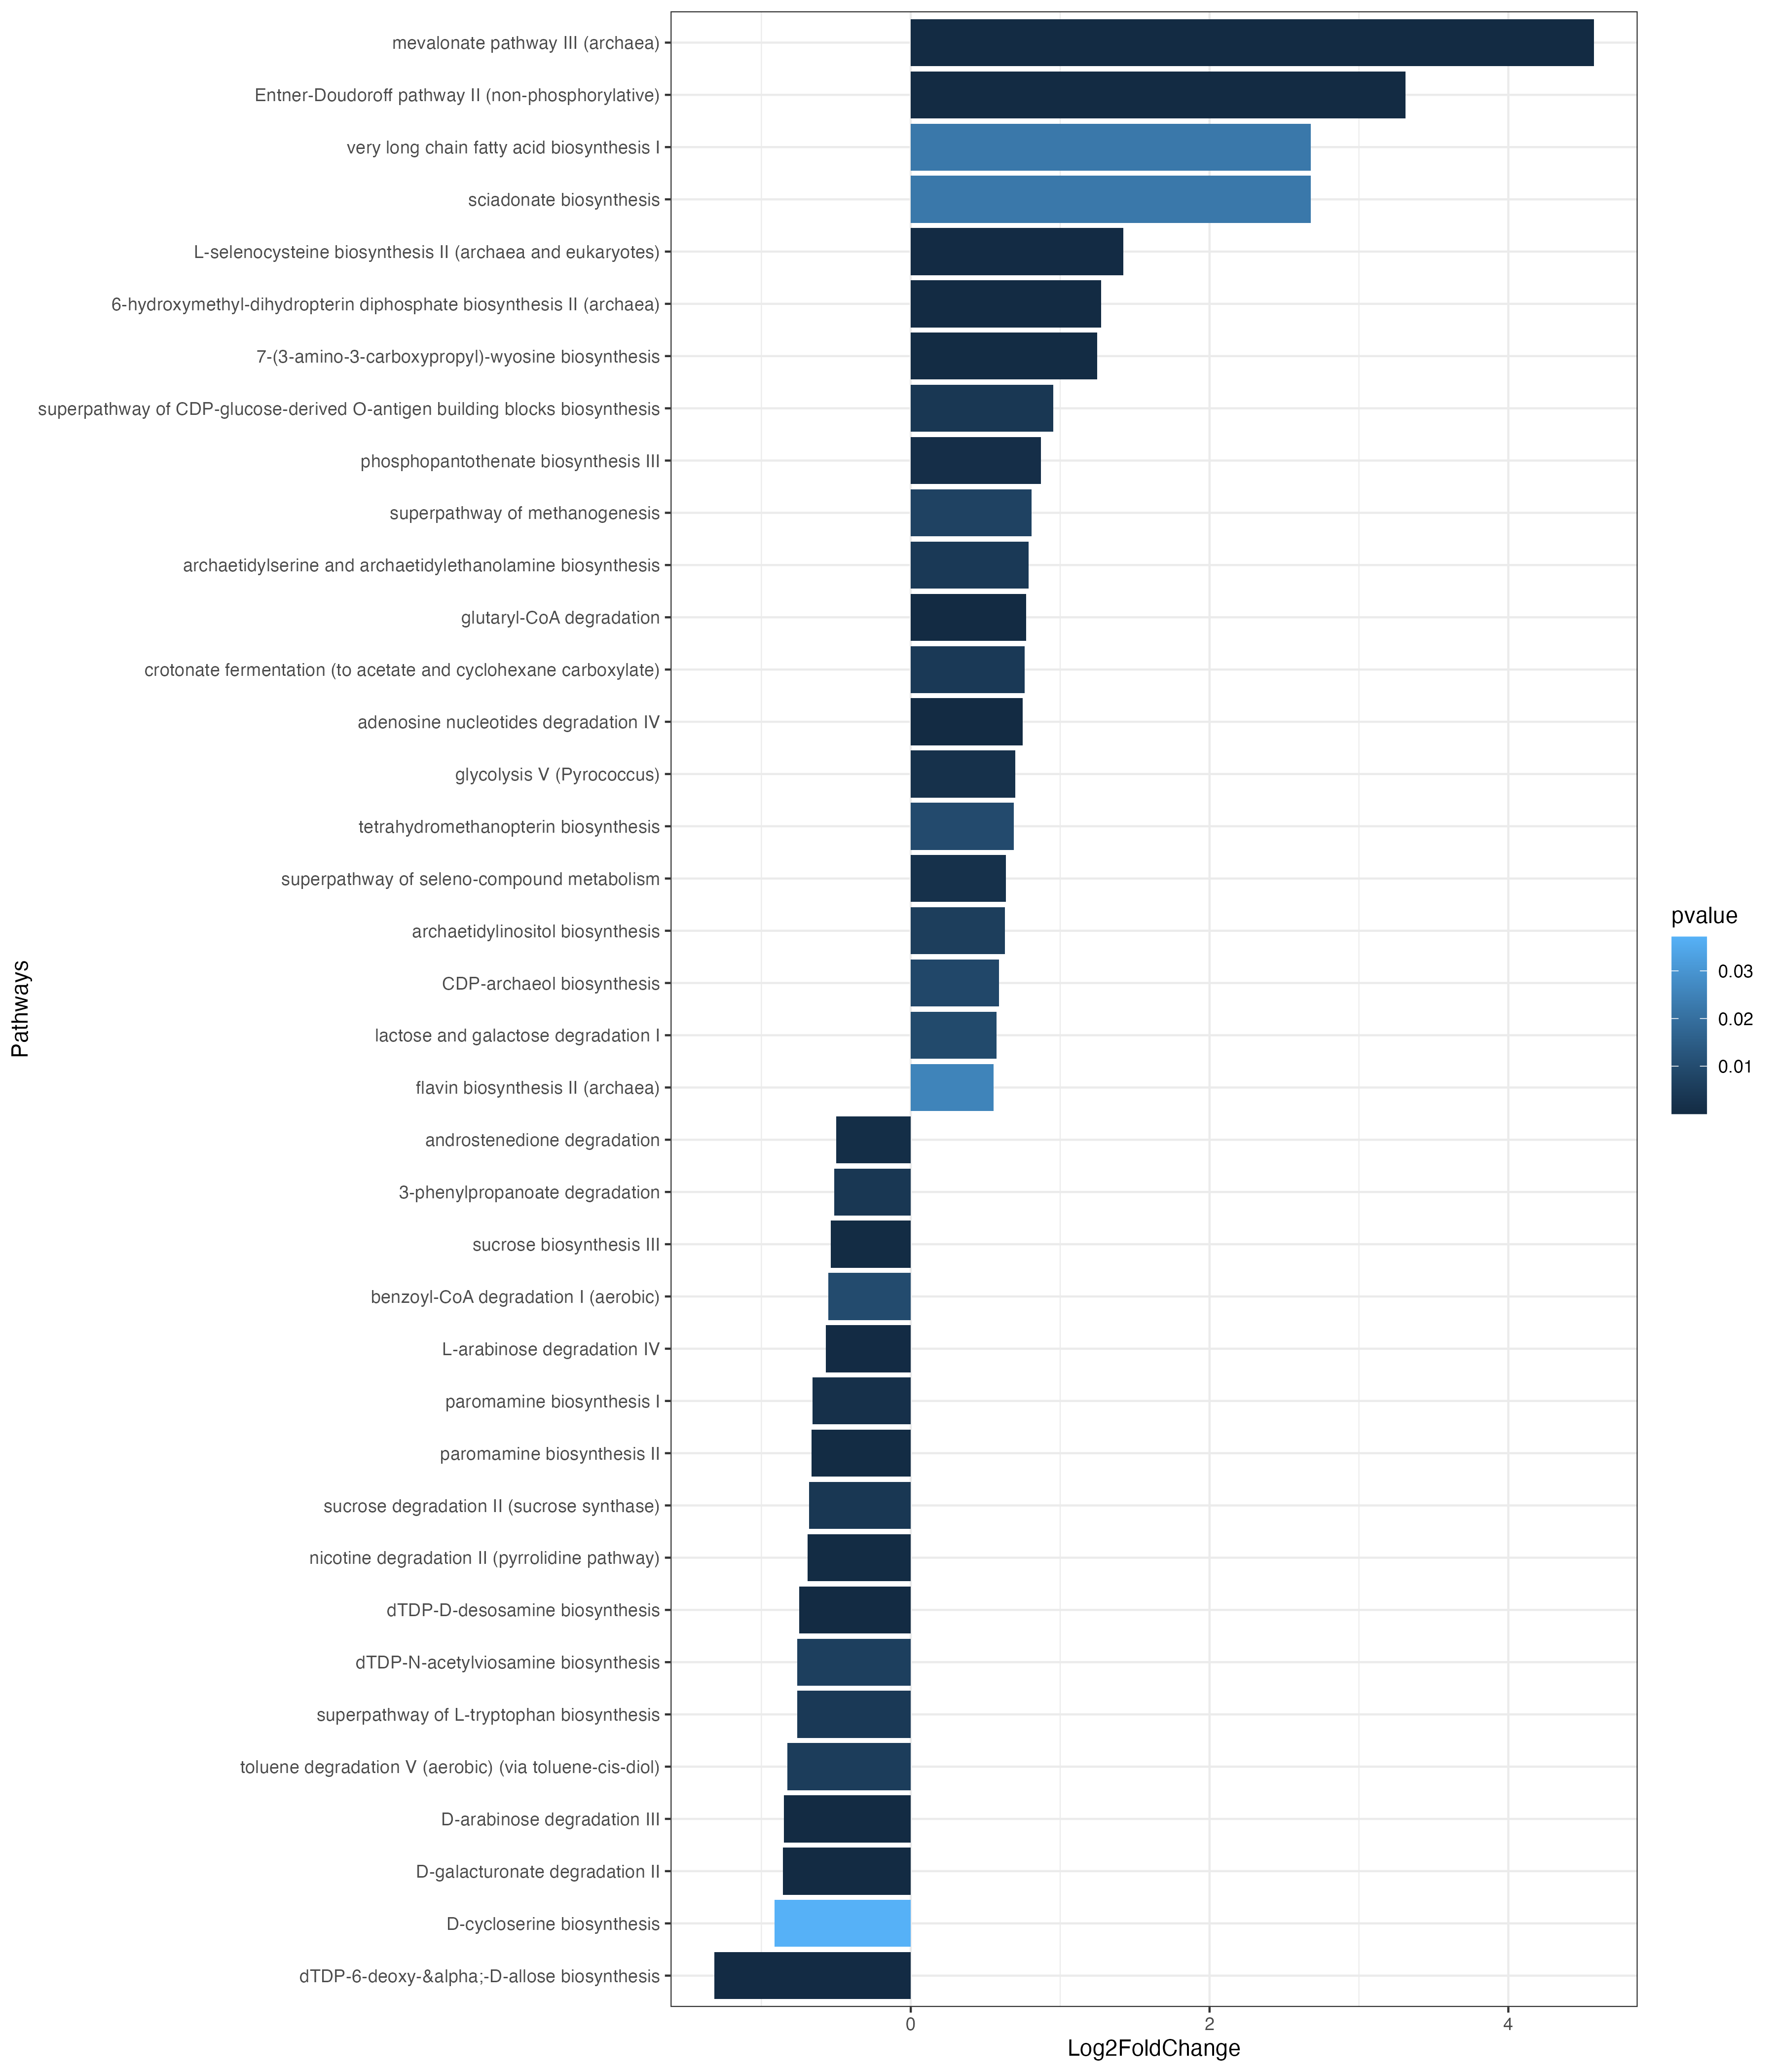 mevalonate pathway III (archaea)
Entner-Doudoroff pathway II (non-phosphorylative)
very long chain fatty acid biosynthesis I
sciadonate biosynthesis
L-selenocysteine biosynthesis II (archaea and eukaryotes)
6-hydroxymethyl-dihydropterin diphosphate biosynthesis II (archaea)
7-(3-amino-3-carboxypropyl)-wyosine biosynthesis
superpathway of CDP-glucose-derived O-antigen building blocks biosynthesis
phosphopantothenate biosynthesis III
superpathway of methanogenesis
archaetidylserine and archaetidylethanolamine biosynthesis
glutaryl-CoA degradation
crotonate fermentation (to acetate and cyclohexane carboxylate)
adenosine nucleotides degradation IV
glycolysis V (Pyrococcus)
tetrahydromethanopterin biosynthesis
superpathway of seleno-compound metabolism
archaetidylinositol biosynthesis
CDP-archaeol biosynthesis
lactose and galactose degradation I
flavin biosynthesis II (archaea)
androstenedione degradation
3-phenylpropanoate degradation
sucrose biosynthesis III
benzoyl-CoA degradation I (aerobic)
L-arabinose degradation IV
paromamine biosynthesis I
paromamine biosynthesis II
sucrose degradation II (sucrose synthase)
nicotine degradation II (pyrrolidine pathway)
dTDP-D-desosamine biosynthesis
dTDP-N-acetylviosamine biosynthesis
superpathway of L-tryptophan biosynthesis
toluene degradation V (aerobic) (via toluene-cis-diol)
D-arabinose degradation III
D-galacturonate degradation II
D-cycloserine biosynthesis
dTDP-6-deoxy-&alpha;-D-allose biosynthesis
Pathways
0 2 4
Log2FoldChange
pvalue
0.03
0.02
0.01